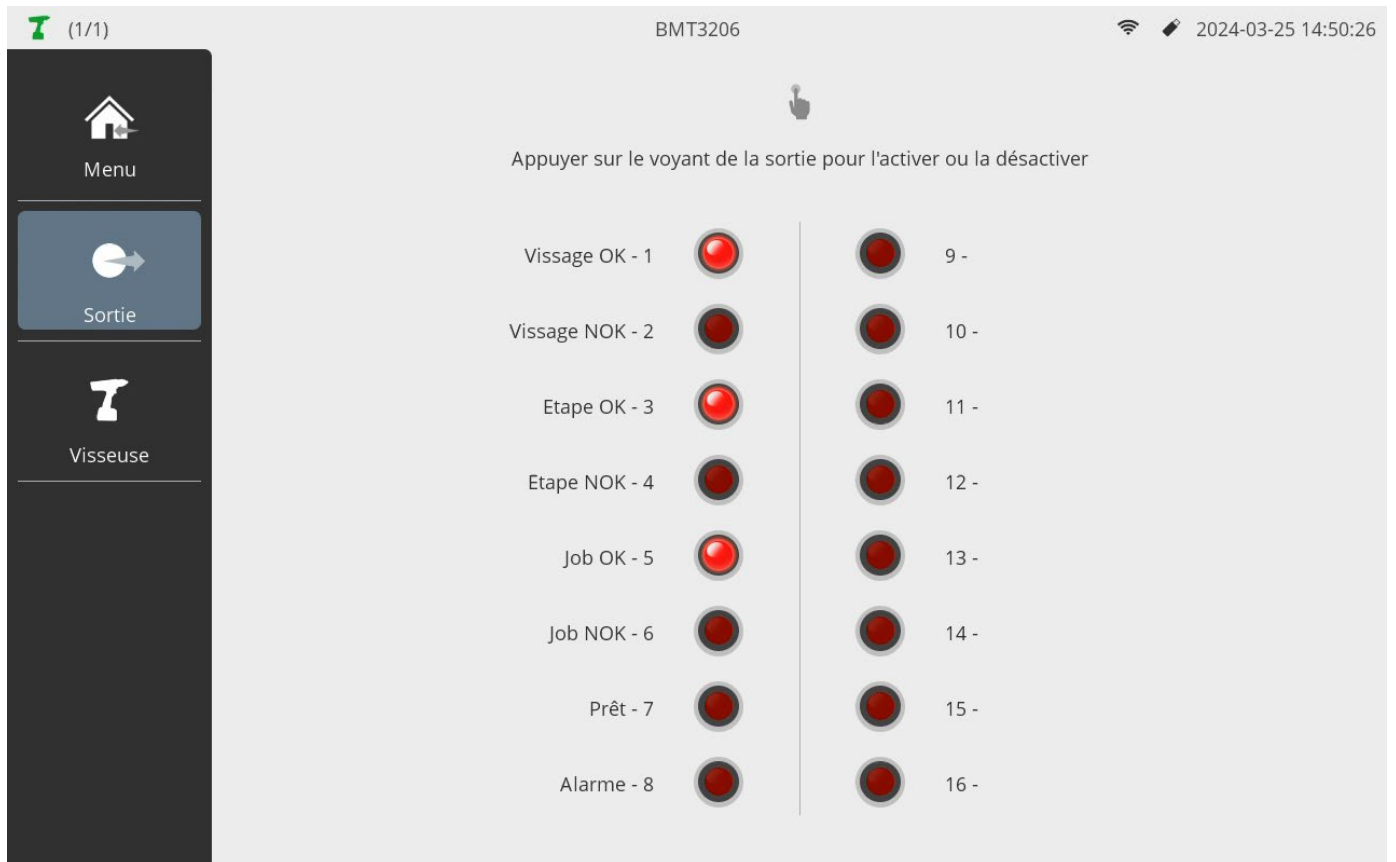 (1/1)
BMT3206
2024-03-25 14:50:26
Menu
Sortie
Visseuse
Appuyer sur le voyant de la sortie pour l'activer ou la désactiver
Vissage OK - 1
Vissage NOK - 2
Etape OK - 3
Etape NOK - 4
Job OK - 5
Job NOK - 6
Prêt - 7
Alarme - 8
9 -
10 -
11 -
12 -
13 -
14 -
15 -
16 -